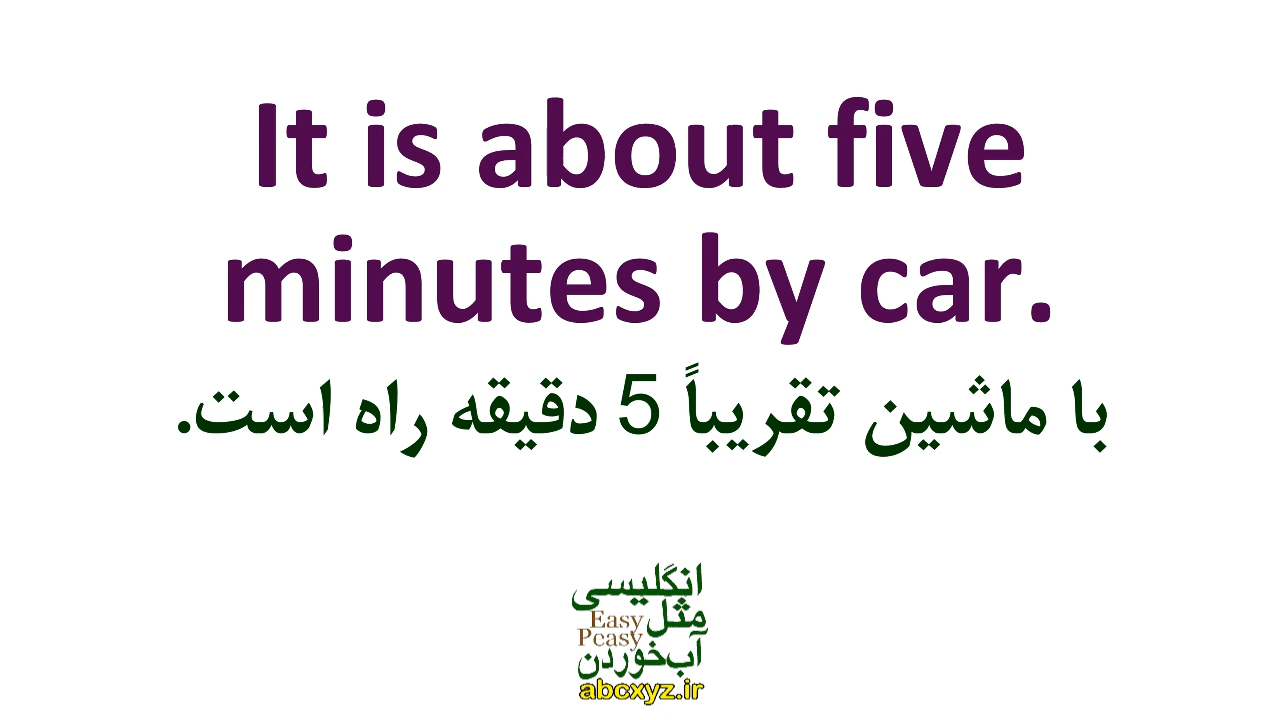 It is about five
minutes by car.
با ماشین تقریباً 5 دقیقه راه است.
انگلیسی
مثل
Easy
Peasy
آب‌خوردن
abcxyz.ir